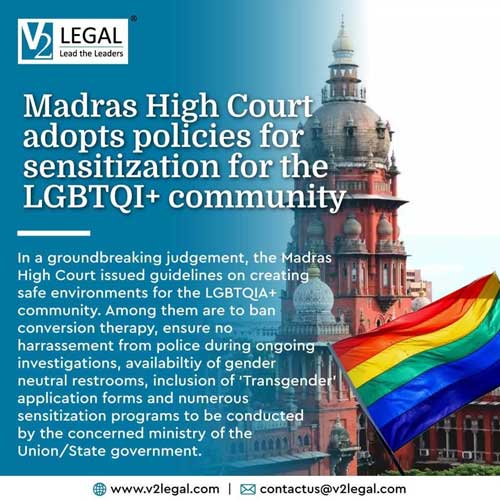 V2 LEGAL ®
Lead the Leaders
Madras High Court
adopts policies for
sensitization for the
LGBTQI+ community
In a groundbreaking judgement, the Madras
High Court issued guidelines on creating
safe environments for the LGBTQIA+
community. Among them are to ban
conversion therapy, ensure no
harrassement from police during ongoing
investigations, availabiltiy of gender
neutral restrooms, inclusion of 'Transgender'
application forms and numerous
sensitization programs to be conducted
by the concerned ministry of the
Union/State government.
www.v2legal.com | contactus@v2legal.com